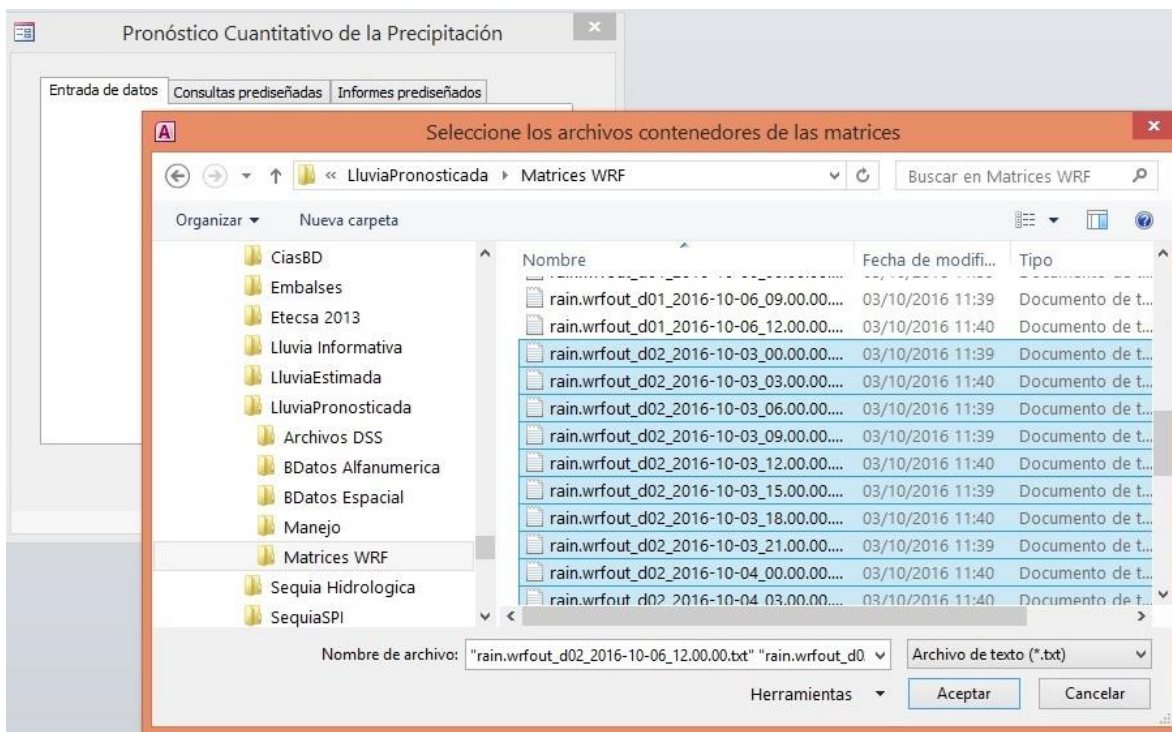 Pronóstico Cuantitativo de la Precipitación
Entrada de datos Consultas prediseñadas Informes prediseñados
Seleccione los archivos contenedores de las matrices
« LluviaPronosticada Matrices WRF Buscar en Matrices WRF
Organizar Nueva carpeta
CiasBD
Embalses
Etecsa 2013
Lluvia Informativa
LluviaEstimada
LluviaPronosticada
Archivos DSS
BDatos Alfanumerica
BDatos Espacial
Manejo
Matrices WRF
Sequia Hidrologica
SequiaSPI
Nombre Fecha de modifi... Tipo
rain.wrfout_d01_2016-10-06_09.00.00.... 03/10/2016 11:39 Documento de t...
rain.wrfout_d01_2016-10-06_12.00.00.... 03/10/2016 11:40 Documento de t...
rain.wrfout_d02_2016-10-03_00.00.00.... 03/10/2016 11:39 Documento de t...
rain.wrfout_d02_2016-10-03_03.00.00.... 03/10/2016 11:40 Documento de t...
rain.wrfout_d02_2016-10-03_06.00.00.... 03/10/2016 11:39 Documento de t...
rain.wrfout_d02_2016-10-03_09.00.00.... 03/10/2016 11:39 Documento de t...
rain.wrfout_d02_2016-10-03_12.00.00.... 03/10/2016 11:40 Documento de t...
rain.wrfout_d02_2016-10-03_15.00.00.... 03/10/2016 11:39 Documento de t...
rain.wrfout_d02_2016-10-03_18.00.00.... 03/10/2016 11:40 Documento de t...
rain.wrfout_d02_2016-10-03_21.00.00.... 03/10/2016 11:39 Documento de t...
rain.wrfout_d02_2016-10-04_00.00.00.... 03/10/2016 11:40 Documento de t...
rain.wrfout_d02_2016-10-04_03.00.00.... 03/10/2016 11:40 Documento de t...
Nombre de archivo: "rain.wrfout_d02_2016-10-06_12.00.00.txt" "rain.wrfout_d0 Archivo de texto (*.txt)
Herramientas Aceptar Cancelar